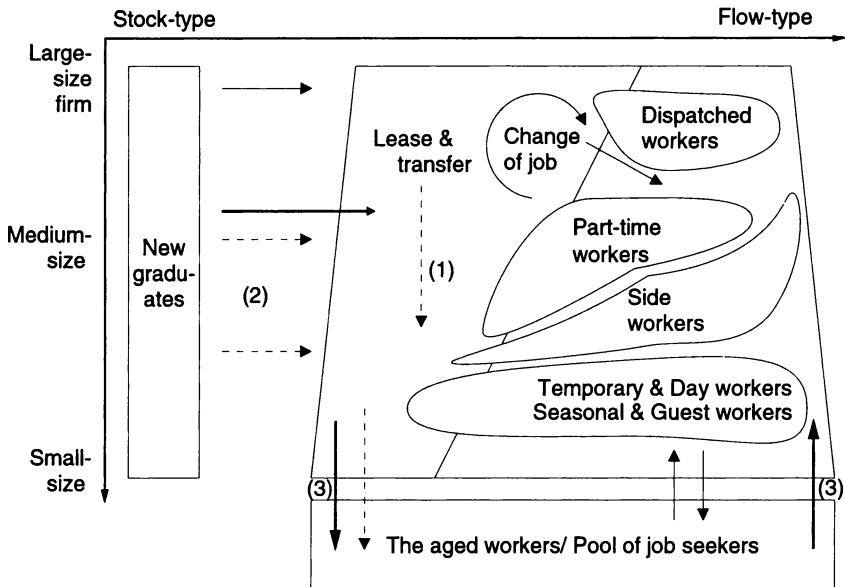 Stock-type
Flow-type
Large-
size
firm
Medium-
size
Small-
size
New
gradu-
ates
(2)
Lease &
transfer
(1)
Change
of job
Dispatched
workers
Part-time
workers
Side
workers
Temporary & Day workers
Seasonal & Guest workers
(3)
(3)
The aged workers/ Pool of job seekers